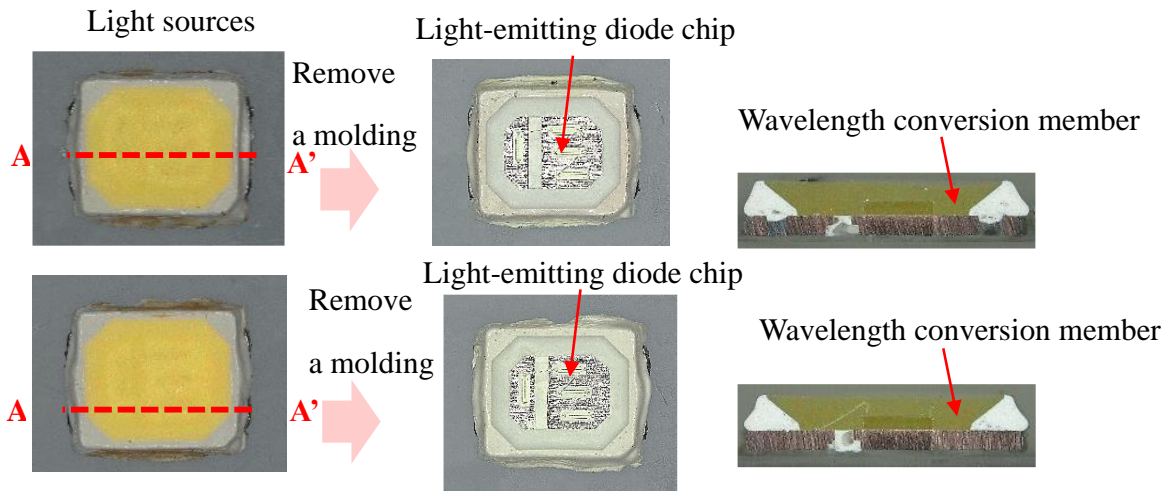 Light sources
Light-emitting diode chip
Remove
a molding
A
A’
Wavelength conversion member
Light-emitting diode chip
Remove
a molding
A
A’
Wavelength conversion member